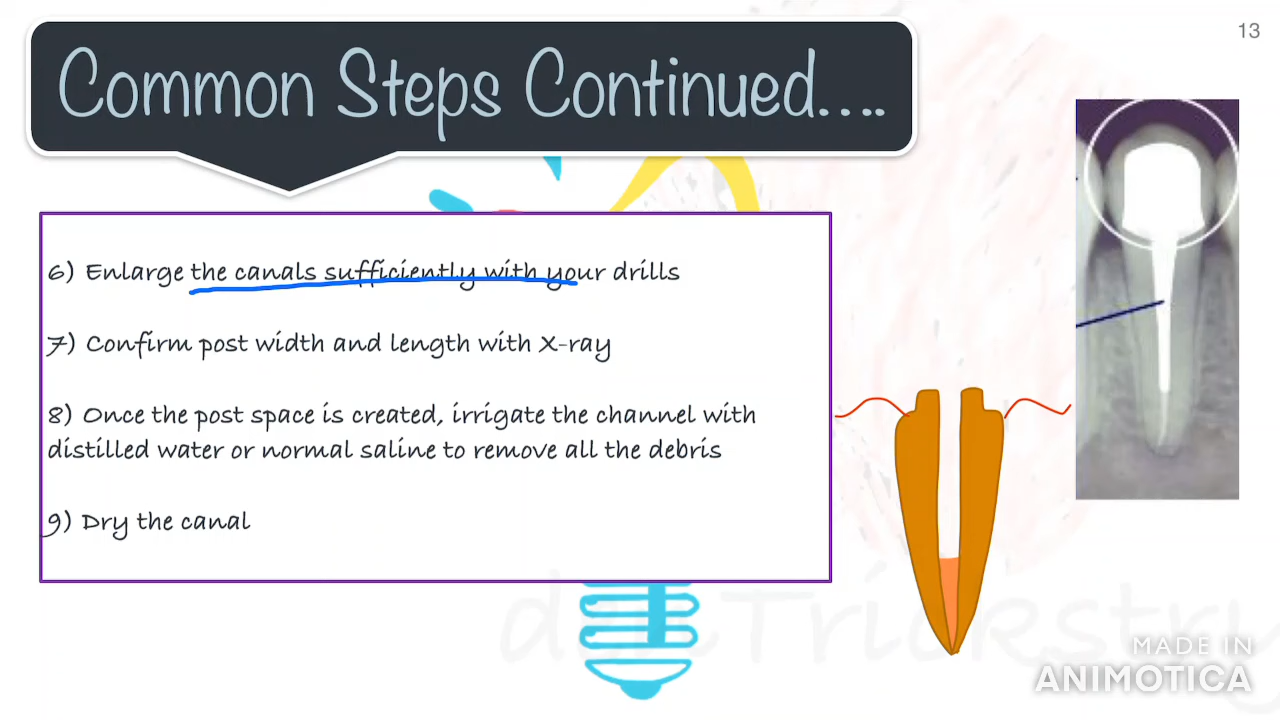 13
Common Steps Continued....
6) Enlarge the canals sufficiently with your drills
7) Confirm post width and length with X-ray
8) Once the post space is created, irrigate the channel with
distilled water or normal saline to remove all the debris
9) Dry the canal
MADE IN
ANIMOTICA